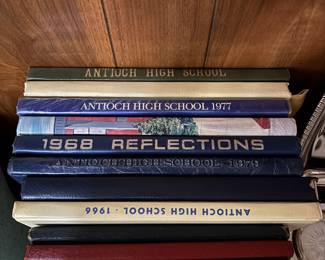 ANTIOCH HIGH SCHOOL
ANTIOCH HIGH SCHOOL 1977
1968 REFLECTIONS
ANTIOCH HIGH SCHOOL 1976
ANTIOCH HIGH SCHOOL · 1966